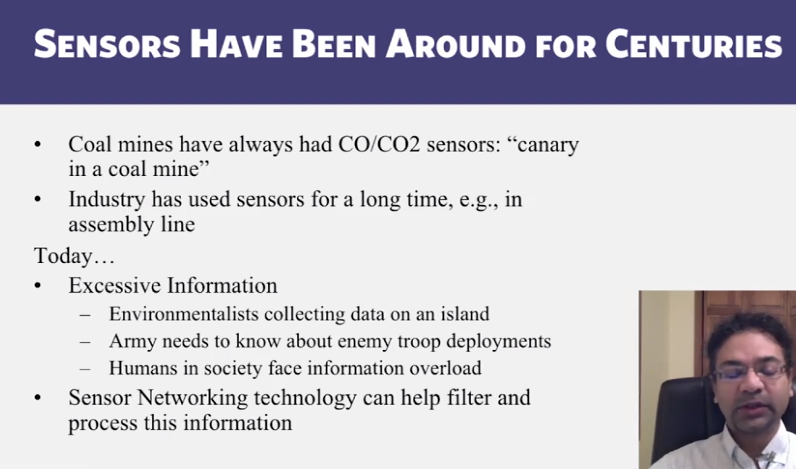 SENSORS HAVE BEEN AROUND FOR CENTURIES
• Coal mines have always had CO/CO2 sensors: “canary
in a coal mine”
• Industry has used sensors for a long time, e.g., in
assembly line
Today…
• Excessive Information
– Environmentalists collecting data on an island
– Army needs to know about enemy troop deployments
– Humans in society face information overload
• Sensor Networking technology can help filter and
process this information